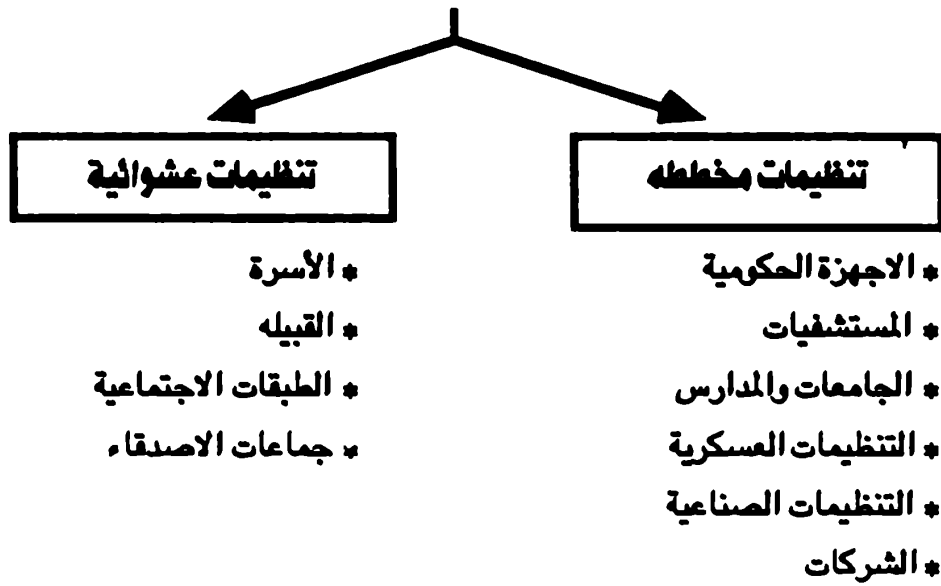 تنظيمات مخططه
* الاجهزة الحكومية
* المستشفيات
* الجامعات والمدارس
* التنظيمات العسكرية
* التنظيمات الصناعية
* الشركات
تنظيمات عشوائية
* الأسرة
* القبيله
* الطبقات الاجتماعية
* جماعات الاصدقاء